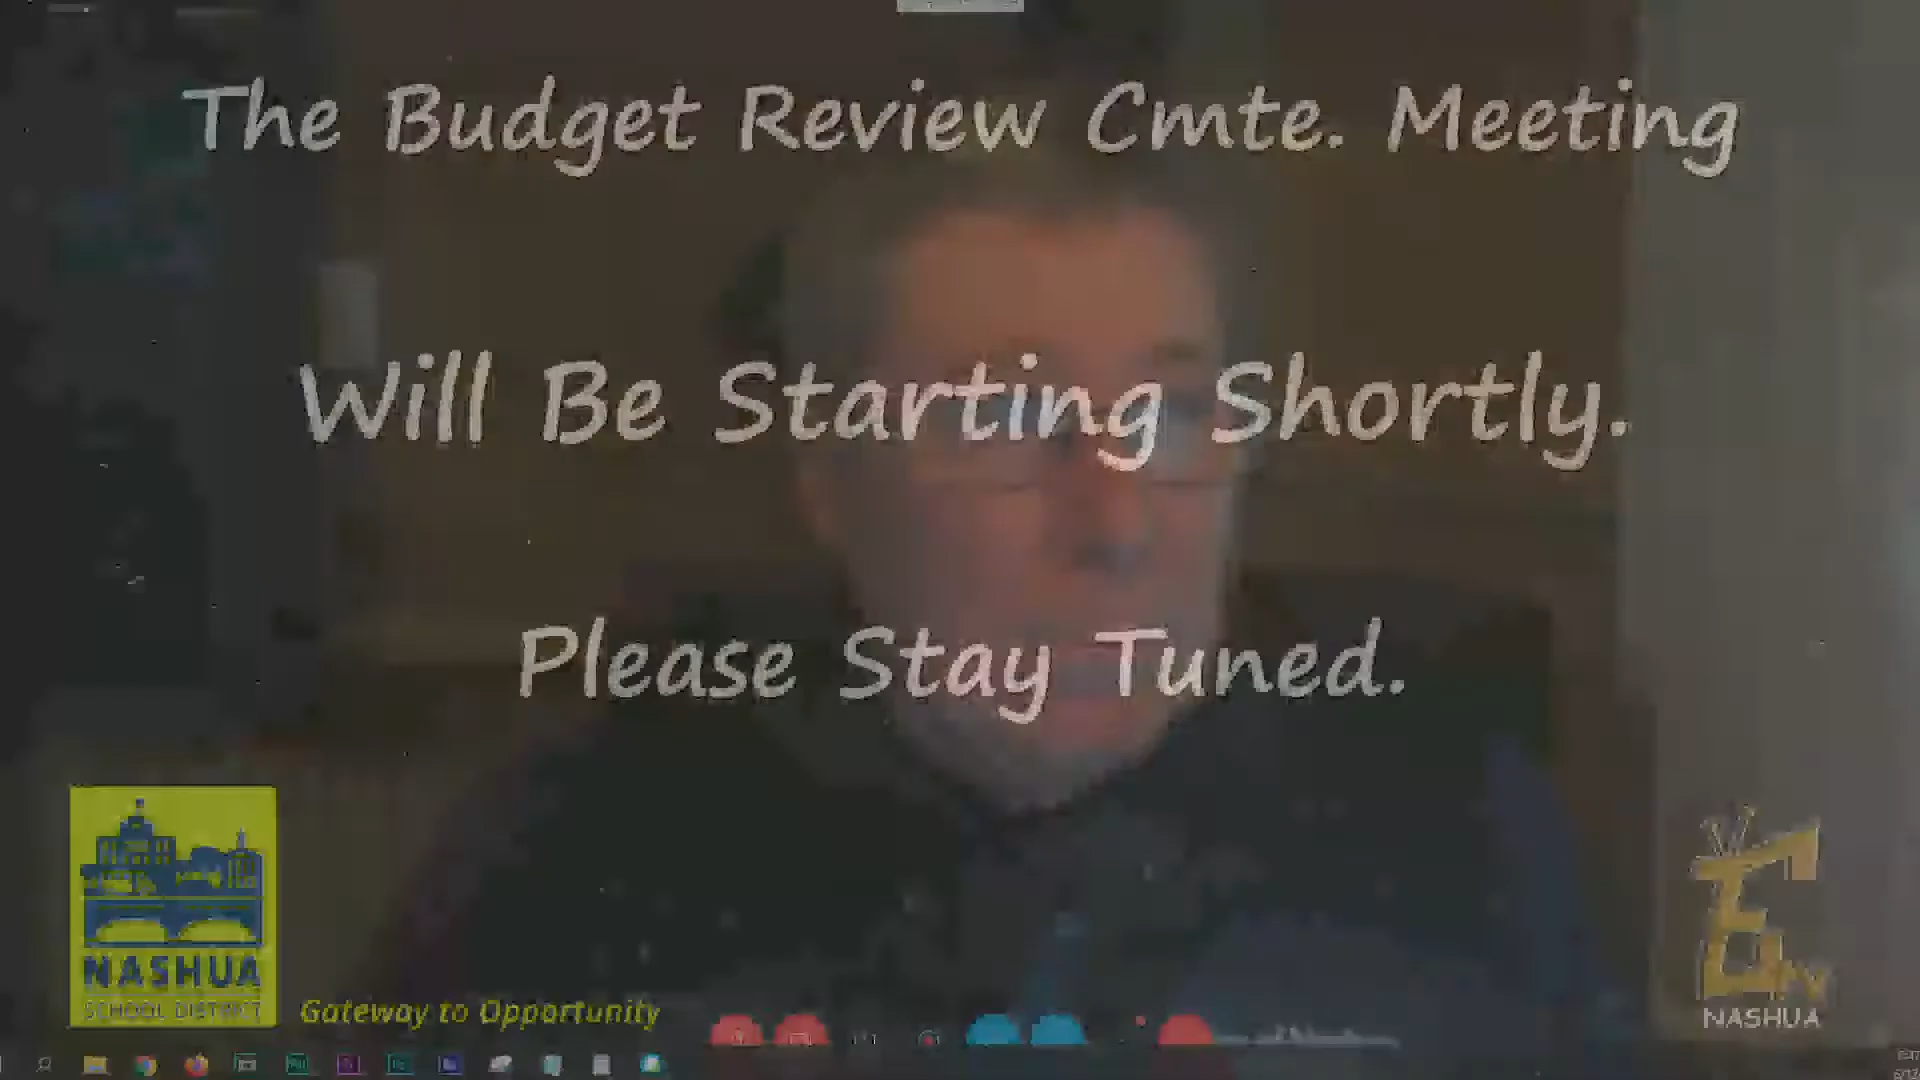 The Budget Review Cmte. Meeting
Will Be Starting Shortly.
Please Stay Tuned.
NASHUA
SCHOOL DISTRICT
Gateway to Opportunity
NASHUA